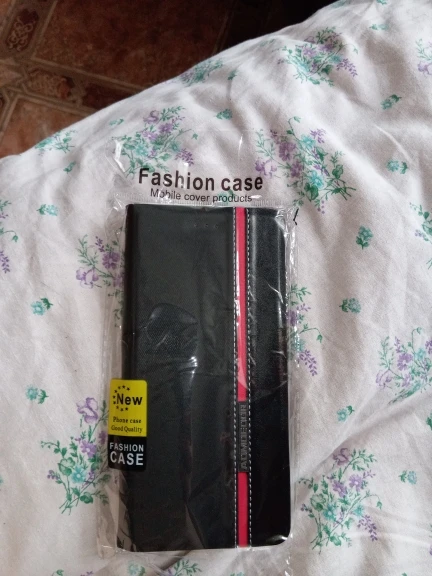 Fashion case
Mobile cover products
New
Phone case
Good Quality
FASHION
CASE